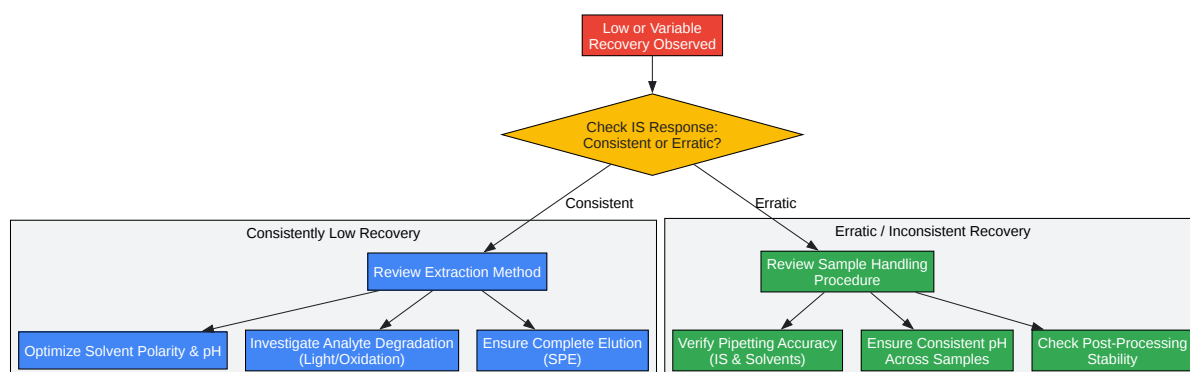 Low or Variable
Recovery Observed
Check IS Response:
Consistent or Erratic?
Consistent
Erratic
Consistently Low Recovery
Review Extraction Method
Optimize Solvent Polarity & pH
Investigate Analyte Degradation
(Light/Oxidation)
Ensure Complete Elution
(SPE)
Erratic / Inconsistent Recovery
Review Sample Handling
Procedure
Verify Pipetting Accuracy
(IS & Solvents)
Ensure Consistent pH
Across Samples
Check Post-Processing
Stability